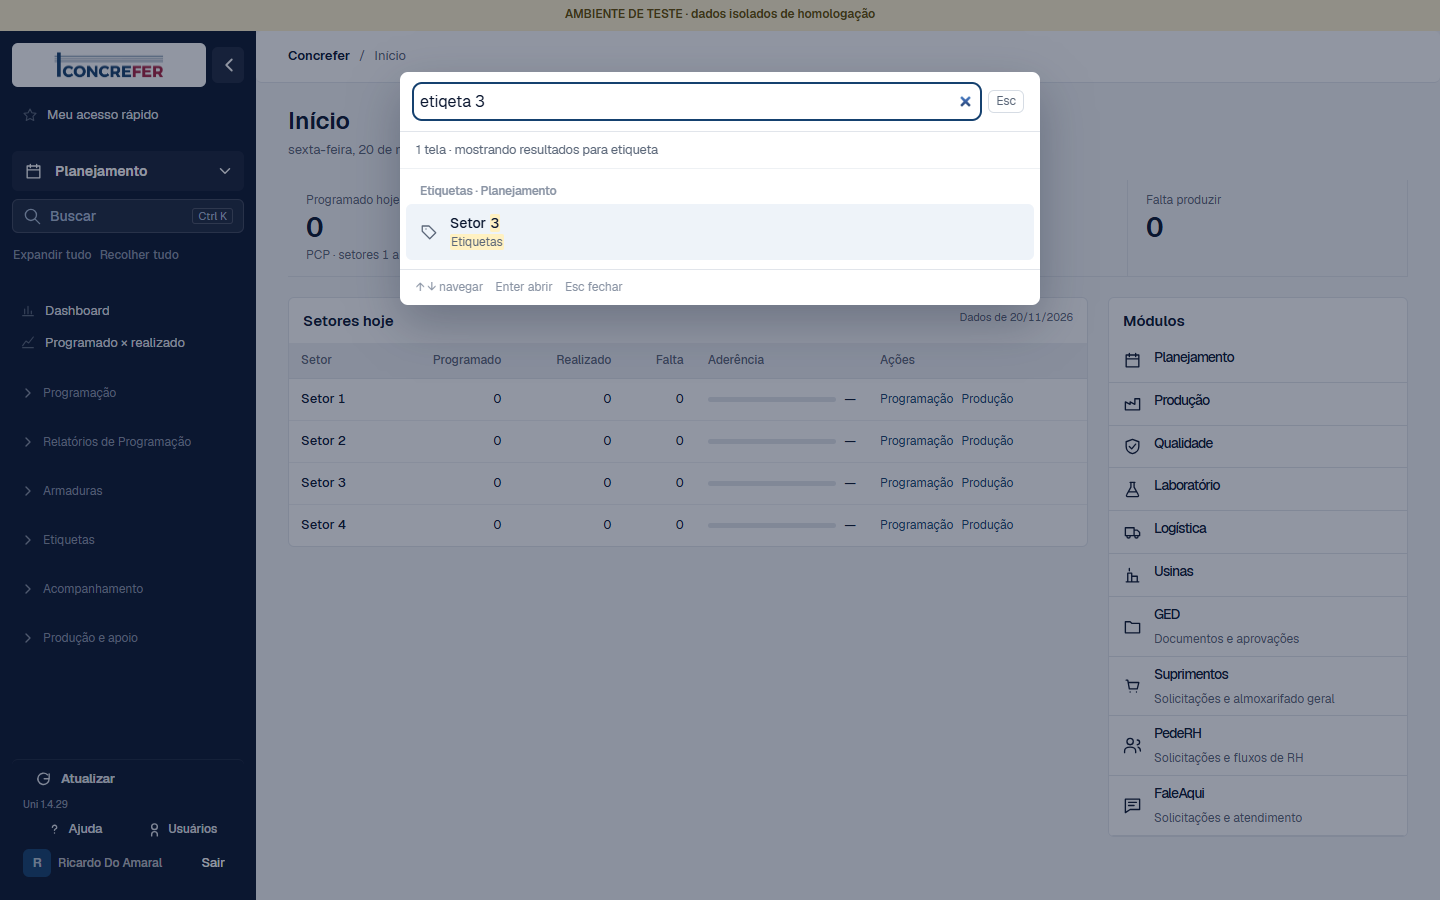 AMBIENTE DE TESTE · dados isolados de homologação
CONCREFER
Meu acesso rápido
Planejamento
Buscar Ctrl K
Expandir tudo Recolher tudo
Dashboard
Programado × realizado
Programação
Relatórios de Programação
Armaduras
Etiquetas
Acompanhamento
Produção e apoio
Atualizar
Uni 1.4.29
? Ajuda Usuários
R Ricardo Do Amaral Sair
Concrefer / Início
Início
sexta-feira, 20 de
etiqeta 3 Esc
1 tela · mostrando resultados para etiqueta
Etiquetas · Planejamento
Setor 3
Etiquetas
↑↓ navegar Enter abrir Esc fechar
Programado hoje
0
PCP · setores 1 a
Falta produzir
0
Setores hoje Dados de 20/11/2026
Setor Programado Realizado Falta Aderência Ações
Setor 1 0 0 0 — Programação Produção
Setor 2 0 0 0 — Programação Produção
Setor 3 0 0 0 — Programação Produção
Setor 4 0 0 0 — Programação Produção
Módulos
Planejamento
Produção
Qualidade
Laboratório
Logística
Usinas
GED
Documentos e aprovações
Suprimentos
Solicitações e almoxarifado geral
PedeRH
Solicitações e fluxos de RH
FaleAqui
Solicitações e atendimento